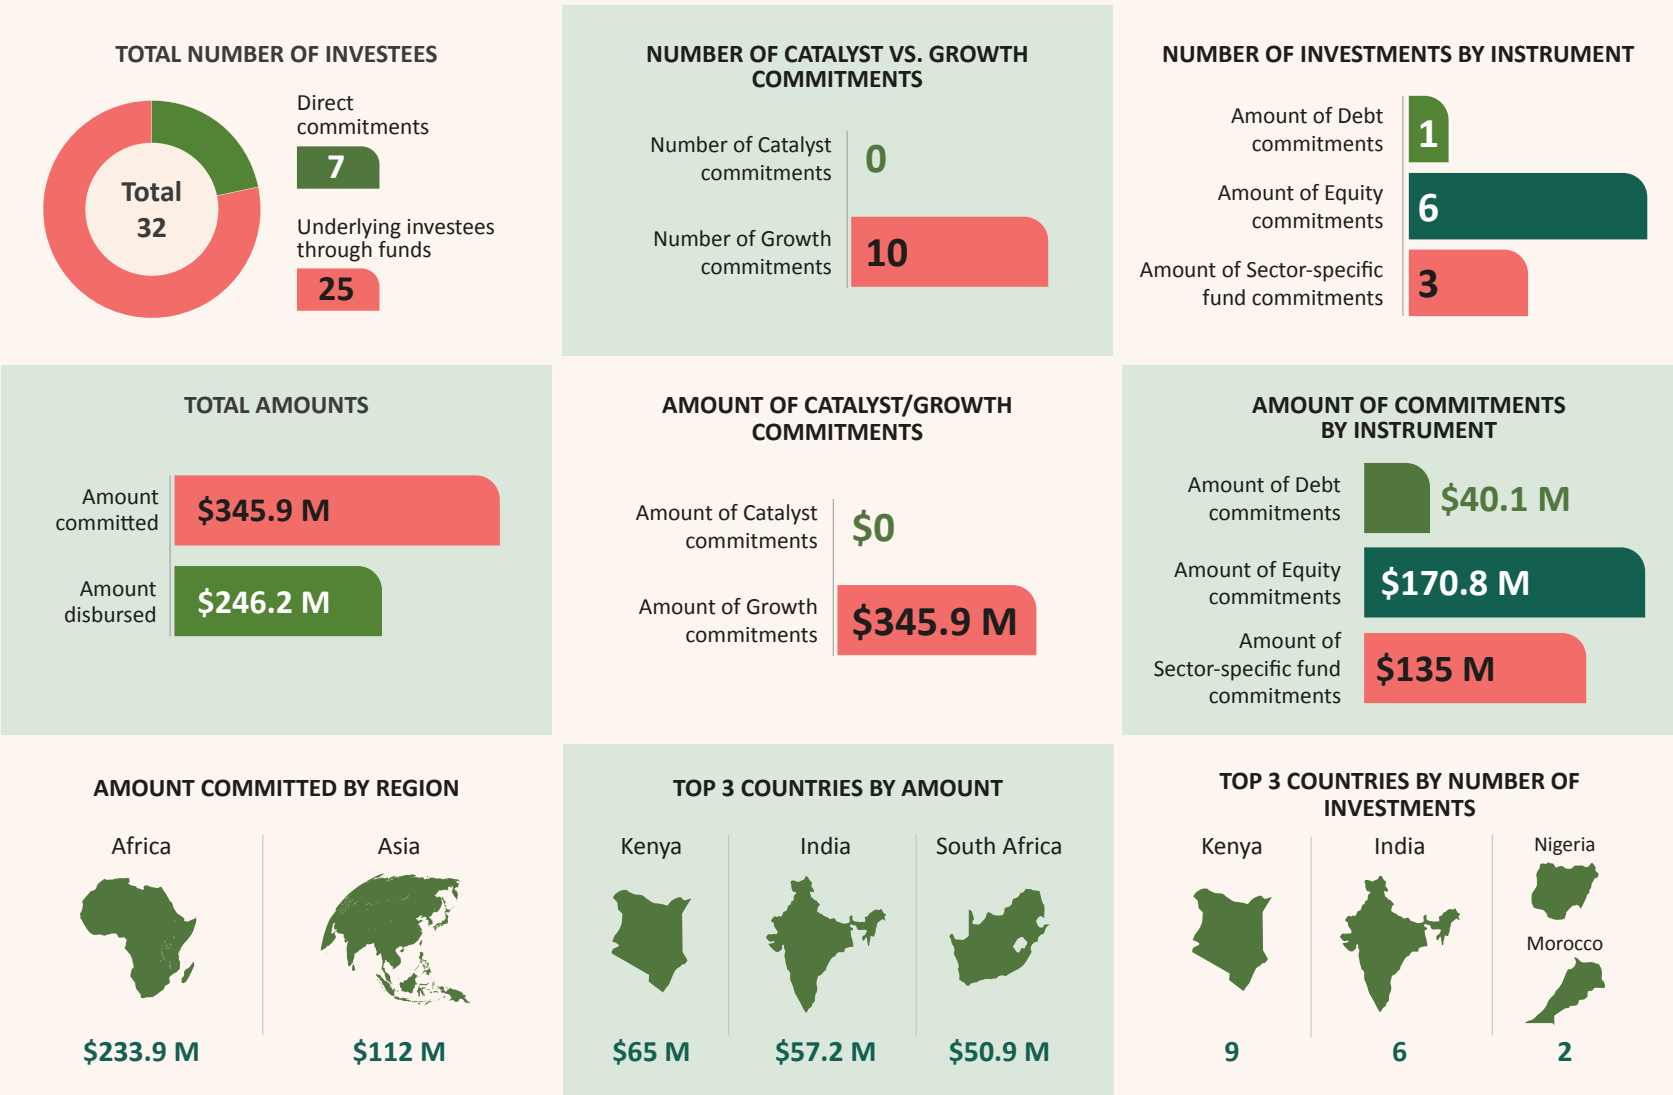 TOTAL NUMBER OF INVESTEES
Total
32
Direct
commitments
7
Underlying investees
through funds
25
NUMBER OF CATALYST VS. GROWTH
COMMITMENTS
Number of Catalyst
commitments
0
Number of Growth
commitments
10
NUMBER OF INVESTMENTS BY INSTRUMENT
Amount of Debt
commitments
1
Amount of Equity
commitments
6
Amount of Sector-specific
fund commitments
3
TOTAL AMOUNTS
Amount
committed
$345.9 M
Amount
disbursed
$246.2 M
AMOUNT OF CATALYST/GROWTH
COMMITMENTS
Amount of Catalyst
commitments
$0
Amount of Growth
commitments
$345.9 M
AMOUNT OF COMMITMENTS
BY INSTRUMENT
Amount of Debt
commitments
$40.1 M
Amount of Equity
commitments
$170.8 M
Amount of
Sector-specific fund
commitments
$135 M
AMOUNT COMMITTED BY REGION
Africa
$233.9 M
Asia
$112 M
TOP 3 COUNTRIES BY AMOUNT
Kenya
$65 M
India
$57.2 M
South Africa
$50.9 M
TOP 3 COUNTRIES BY NUMBER OF
INVESTMENTS
Kenya
9
India
6
Nigeria
Morocco
2